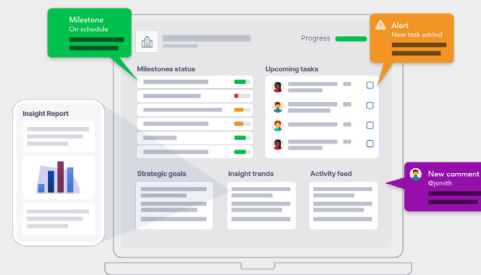 Milestone
On schedule
Progress
Alert
New task added
Milestones status
Upcoming tasks
Insight Report
Strategic goals
Insight trends
Activity feed
New comment
@jsmith